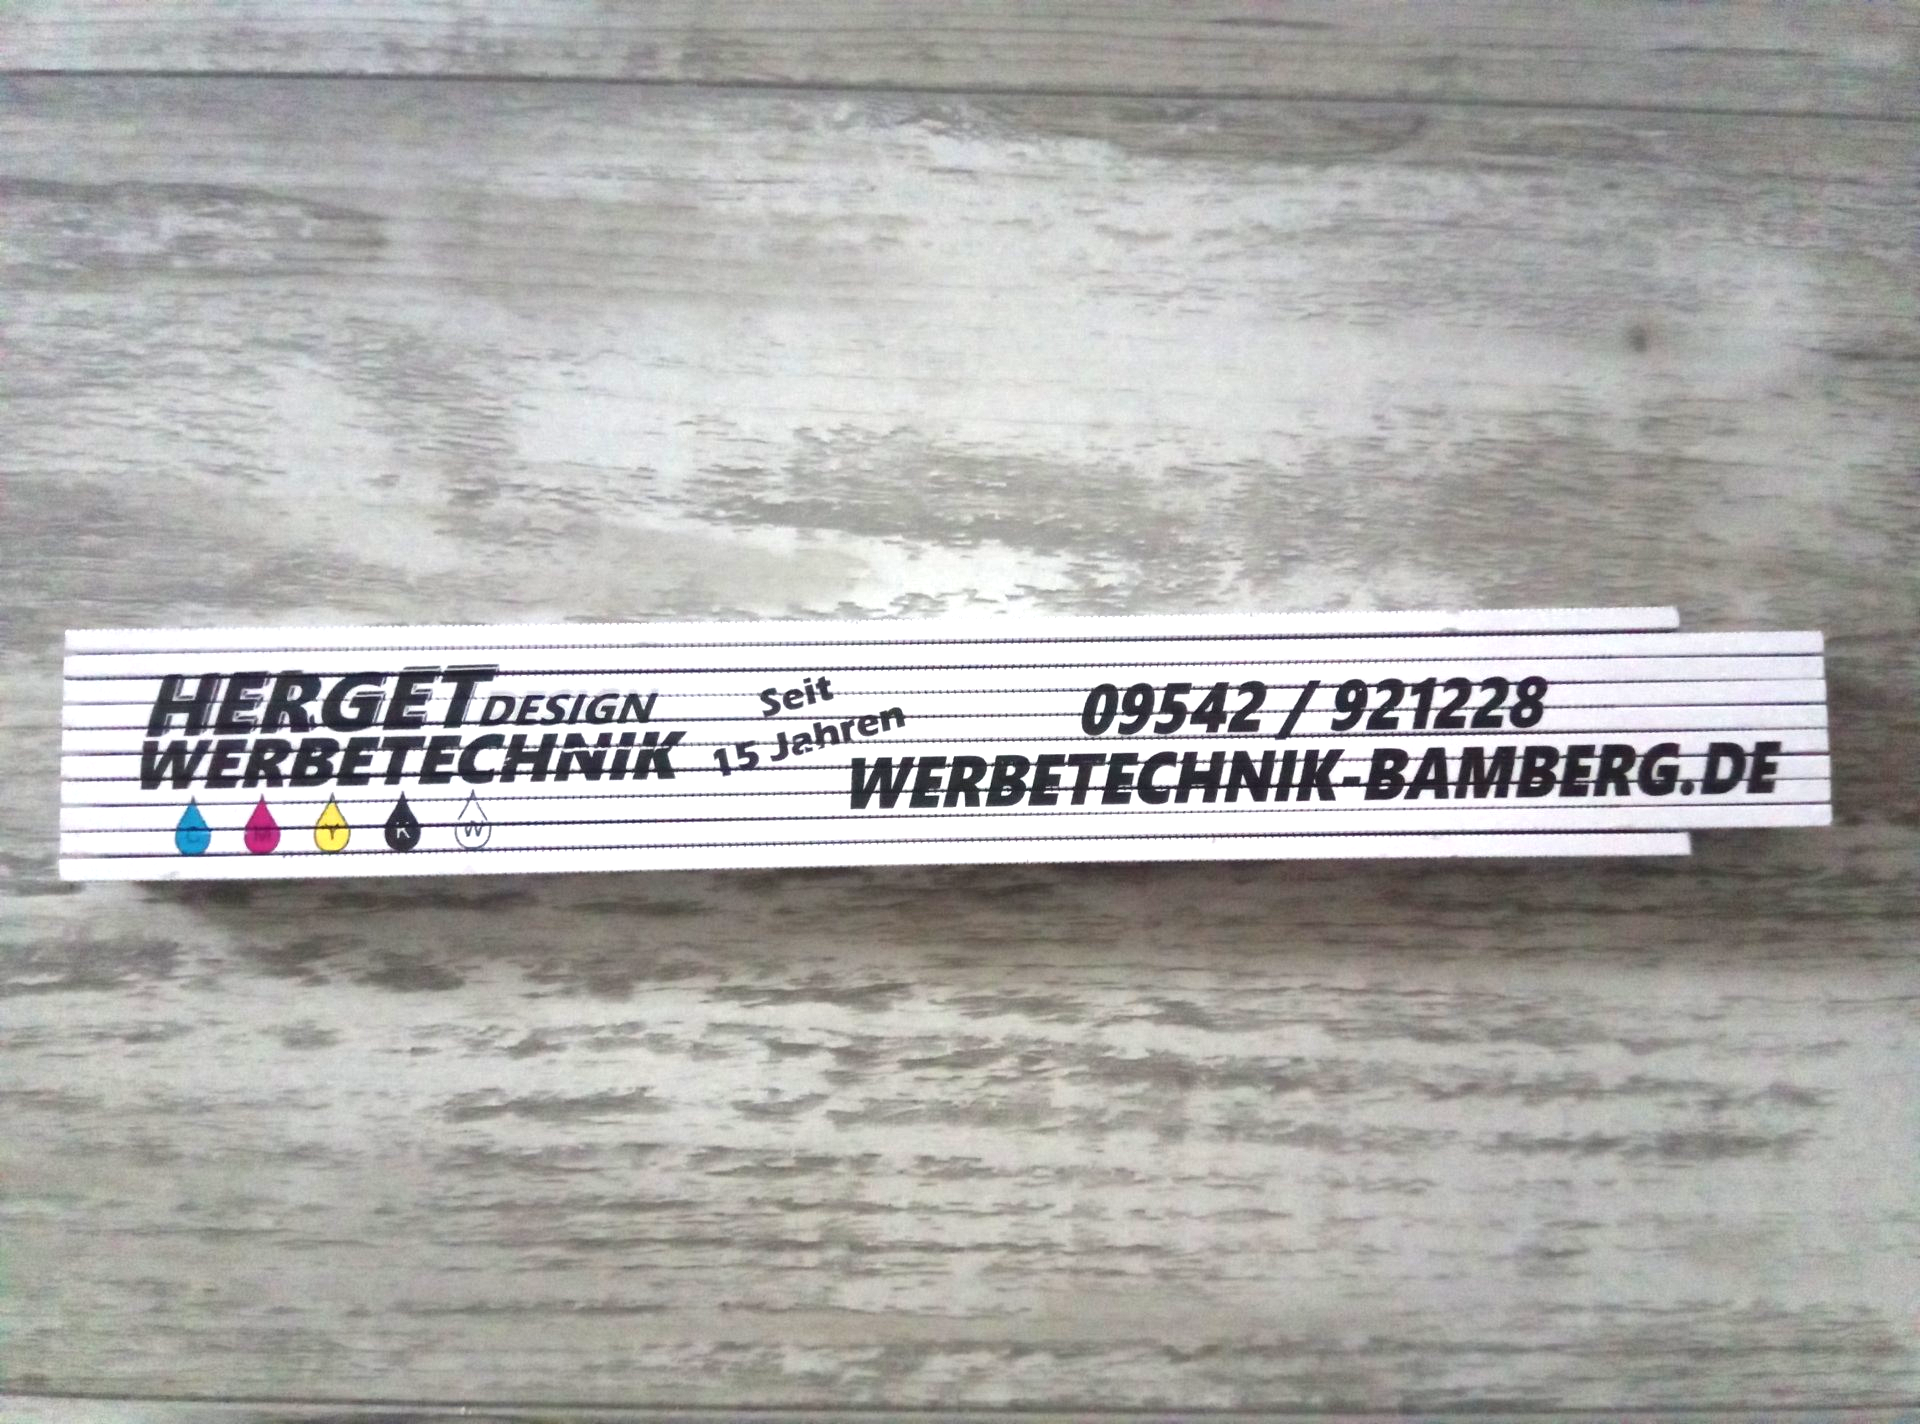 HERGET DESIGN
WERBETECHNIK
C M Y K W
Seit
15 Jahren
09542 / 921228
WERBETECHNIK-BAMBERG.DE